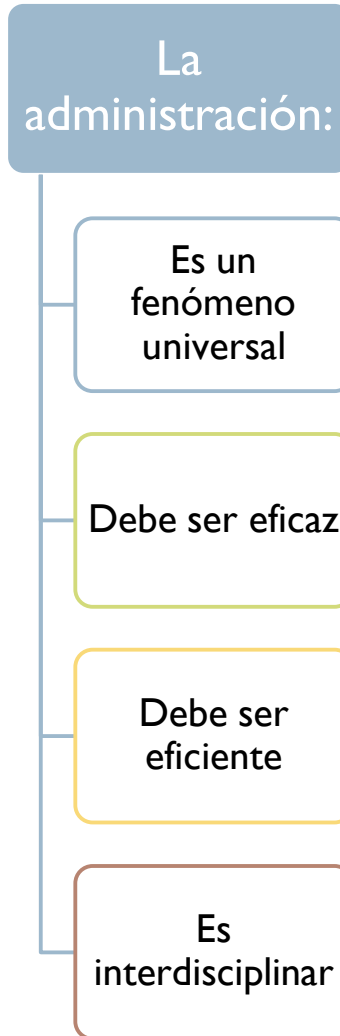 La
administración:
Es un
fenómeno
universal
Debe ser eficaz
Debe ser
eficiente
Es
interdisciplinar